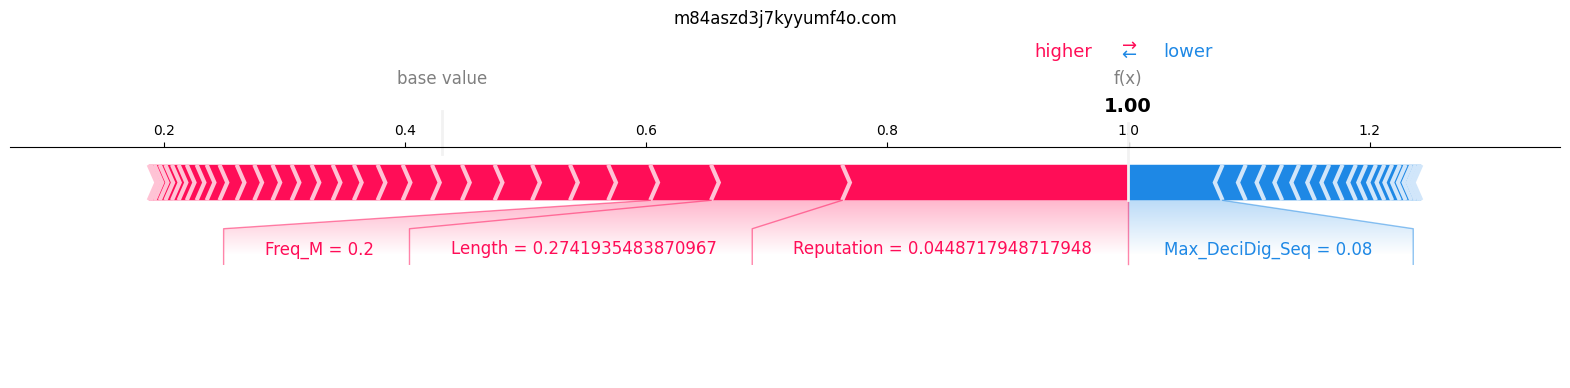 m84aszd3j7kyyumf4o.com
higher ⇄ lower
base value f(x)
1.00
0.2 0.4 0.6 0.8 1.0 1.2
Freq_M = 0.2 Length = 0.2741935483870967 Reputation = 0.0448717948717948 Max_DeciDig_Seq = 0.08